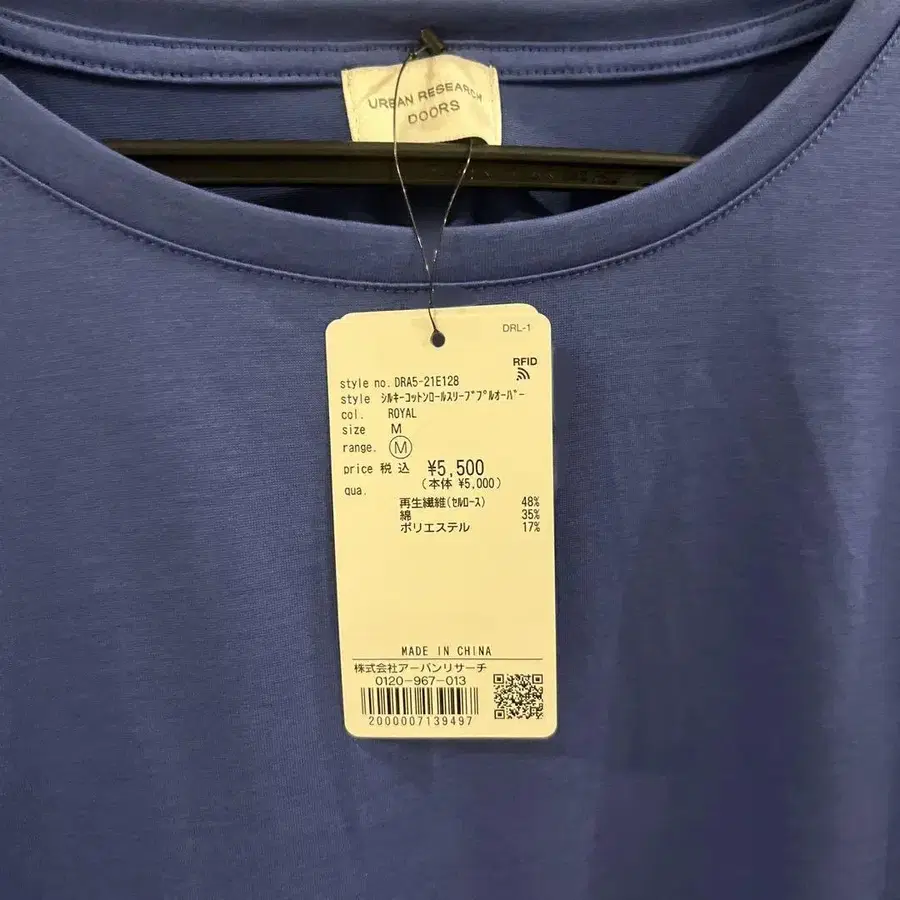 URBAN RESEARCH
DOORS
DRL-1
RFID
style no. DRA5-21E128
style ｼﾙｷｰｺｯﾄﾝﾛｰﾙｽﾘｰﾌﾞﾌﾟﾙｵｰﾊﾞｰ
col. ROYAL
size M
range. Ⓜ
price 税込 ¥5,500
(本体 ¥5,000)
qua.
再生繊維(ｾﾙﾛｰｽ) 48%
綿 35%
ポリエステル 17%
MADE IN CHINA
株式会社アーバンリサーチ
0120-967-013
2000007139497